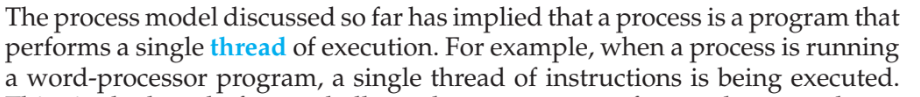 The process model discussed so far has implied that a process is a program that
performs a single thread of execution. For example, when a process is running
a word-processor program, a single thread of instructions is being executed.